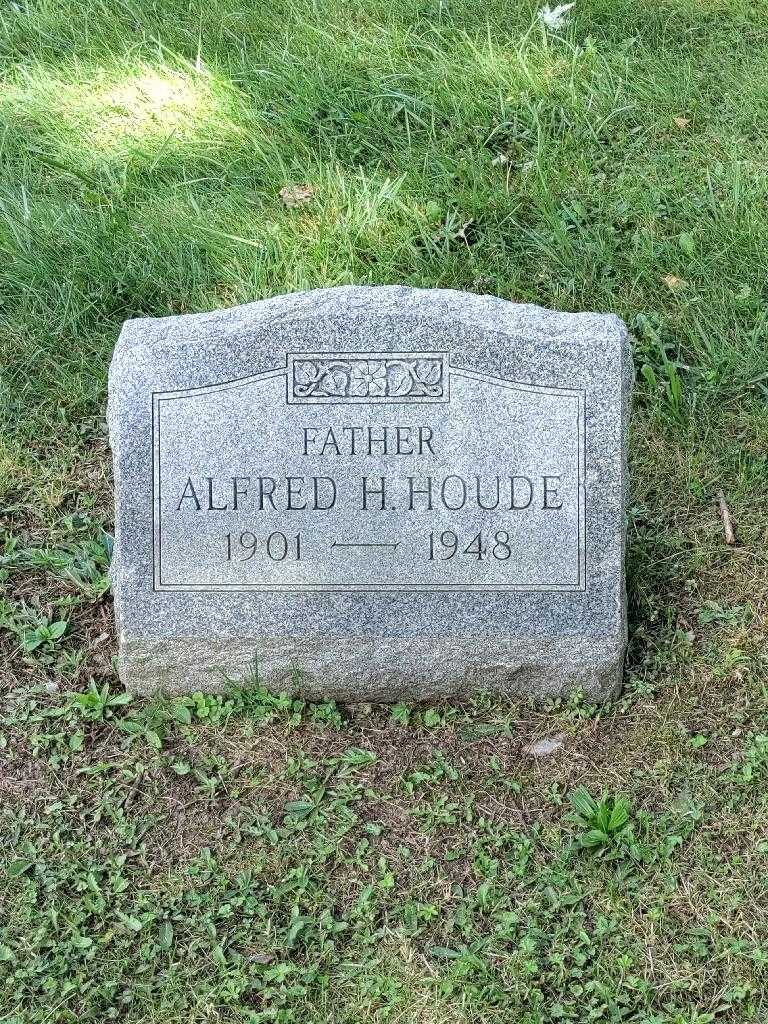 FATHER
ALFRED H. HOUDE
1901 — 1948